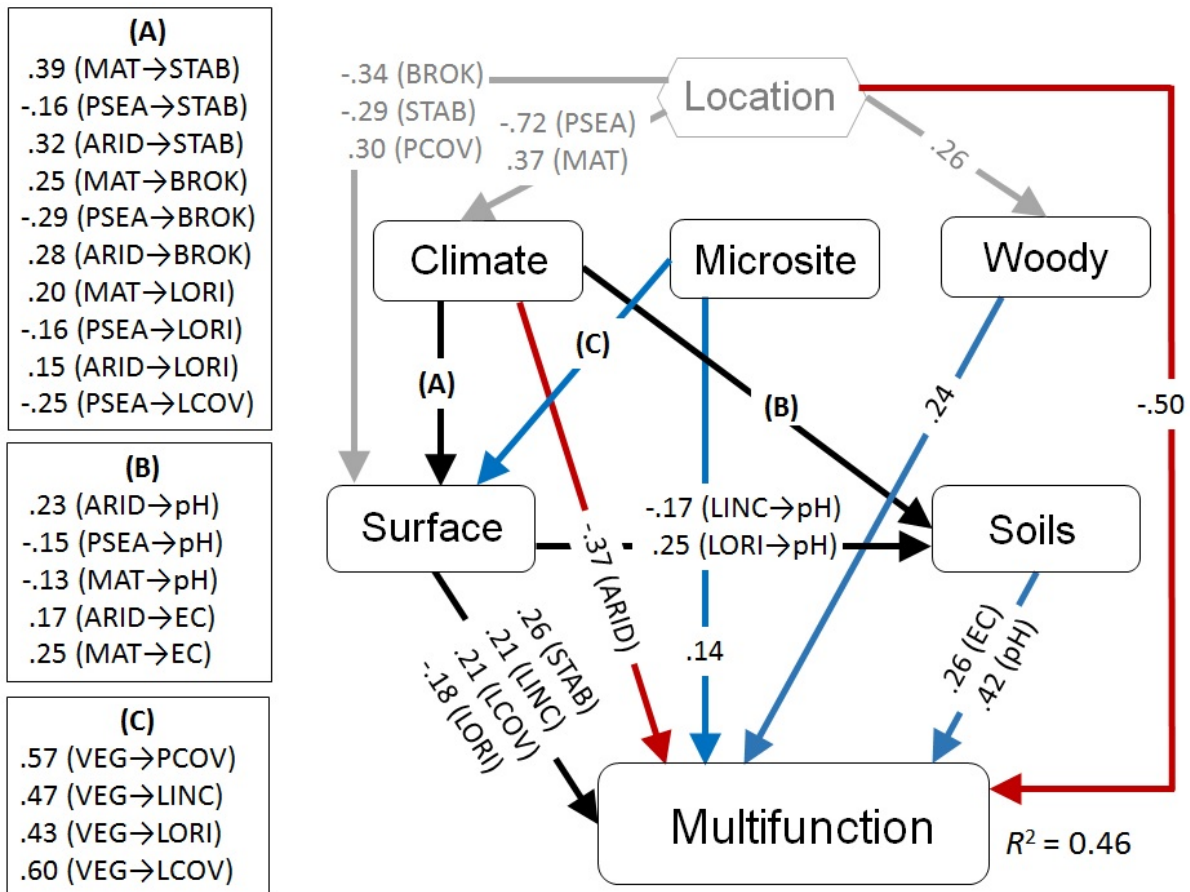 (A)
.39 (MAT→STAB)
-.16 (PSEA→STAB)
.32 (ARID→STAB)
.25 (MAT→BROK)
-.29 (PSEA→BROK)
.28 (ARID→BROK)
.20 (MAT→LORI)
-.16 (PSEA→LORI)
.15 (ARID→LORI)
-.25 (PSEA→LCOV)
(B)
.23 (ARID→pH)
-.15 (PSEA→pH)
-.13 (MAT→pH)
.17 (ARID→EC)
.25 (MAT→EC)
(C)
.57 (VEG→PCOV)
.47 (VEG→LINC)
.43 (VEG→LORI)
.60 (VEG→LCOV)
-.34 (BROK)
-.29 (STAB)
.30 (PCOV)
-.72 (PSEA)
.37 (MAT)
Location
.26
Climate
Microsite
Woody
(A)
(C)
(B)
.24
-.50
Surface
-.17 (LINC→pH)
.25 (LORI→pH)
Soils
-.37 (ARID)
.26 (STAB)
.21 (LINC)
.21 (LCOV)
-.18 (LORI)
.14
.26 (EC)
.42 (pH)
Multifunction
R² = 0.46